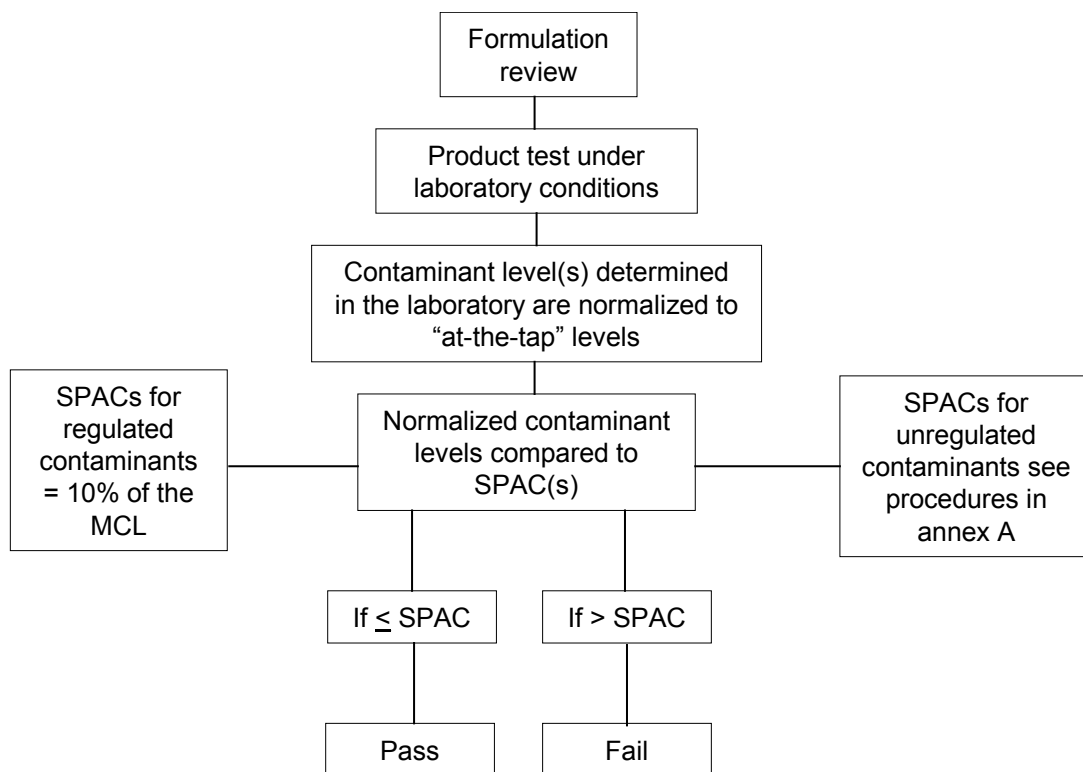 Formulation
review
Product test under
laboratory conditions
Contaminant level(s) determined
in the laboratory are normalized to
“at-the-tap” levels
SPACs for
regulated
contaminants
= 10% of the
MCL
Normalized contaminant
levels compared to
SPAC(s)
SPACs for
unregulated
contaminants see
procedures in
annex A
If ≤ SPAC
If > SPAC
Pass
Fail